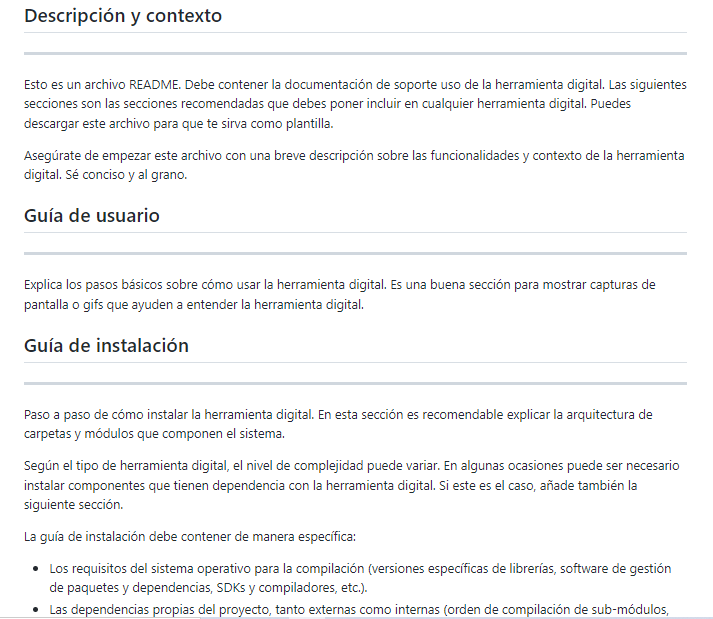 Descripción y contexto
Esto es un archivo README. Debe contener la documentación de soporte uso de la herramienta digital. Las siguientes
secciones son las secciones recomendadas que debes poner incluir en cualquier herramienta digital. Puedes
descargar este archivo para que te sirva como plantilla.
Asegúrate de empezar este archivo con una breve descripción sobre las funcionalidades y contexto de la herramienta
digital. Sé conciso y al grano.
Guía de usuario
Explica los pasos básicos sobre cómo usar la herramienta digital. Es una buena sección para mostrar capturas de
pantalla o gifs que ayuden a entender la herramienta digital.
Guía de instalación
Paso a paso de cómo instalar la herramienta digital. En esta sección es recomendable explicar la arquitectura de
carpetas y módulos que componen el sistema.
Según el tipo de herramienta digital, el nivel de complejidad puede variar. En algunas ocasiones puede ser necesario
instalar componentes que tienen dependencia con la herramienta digital. Si este es el caso, añade también la
siguiente sección.
La guía de instalación debe contener de manera específica:
• Los requisitos del sistema operativo para la compilación (versiones específicas de librerías, software de gestión
de paquetes y dependencias, SDKs y compiladores, etc.).
• Las dependencias propias del proyecto, tanto externas como internas (orden de compilación de sub-módulos,